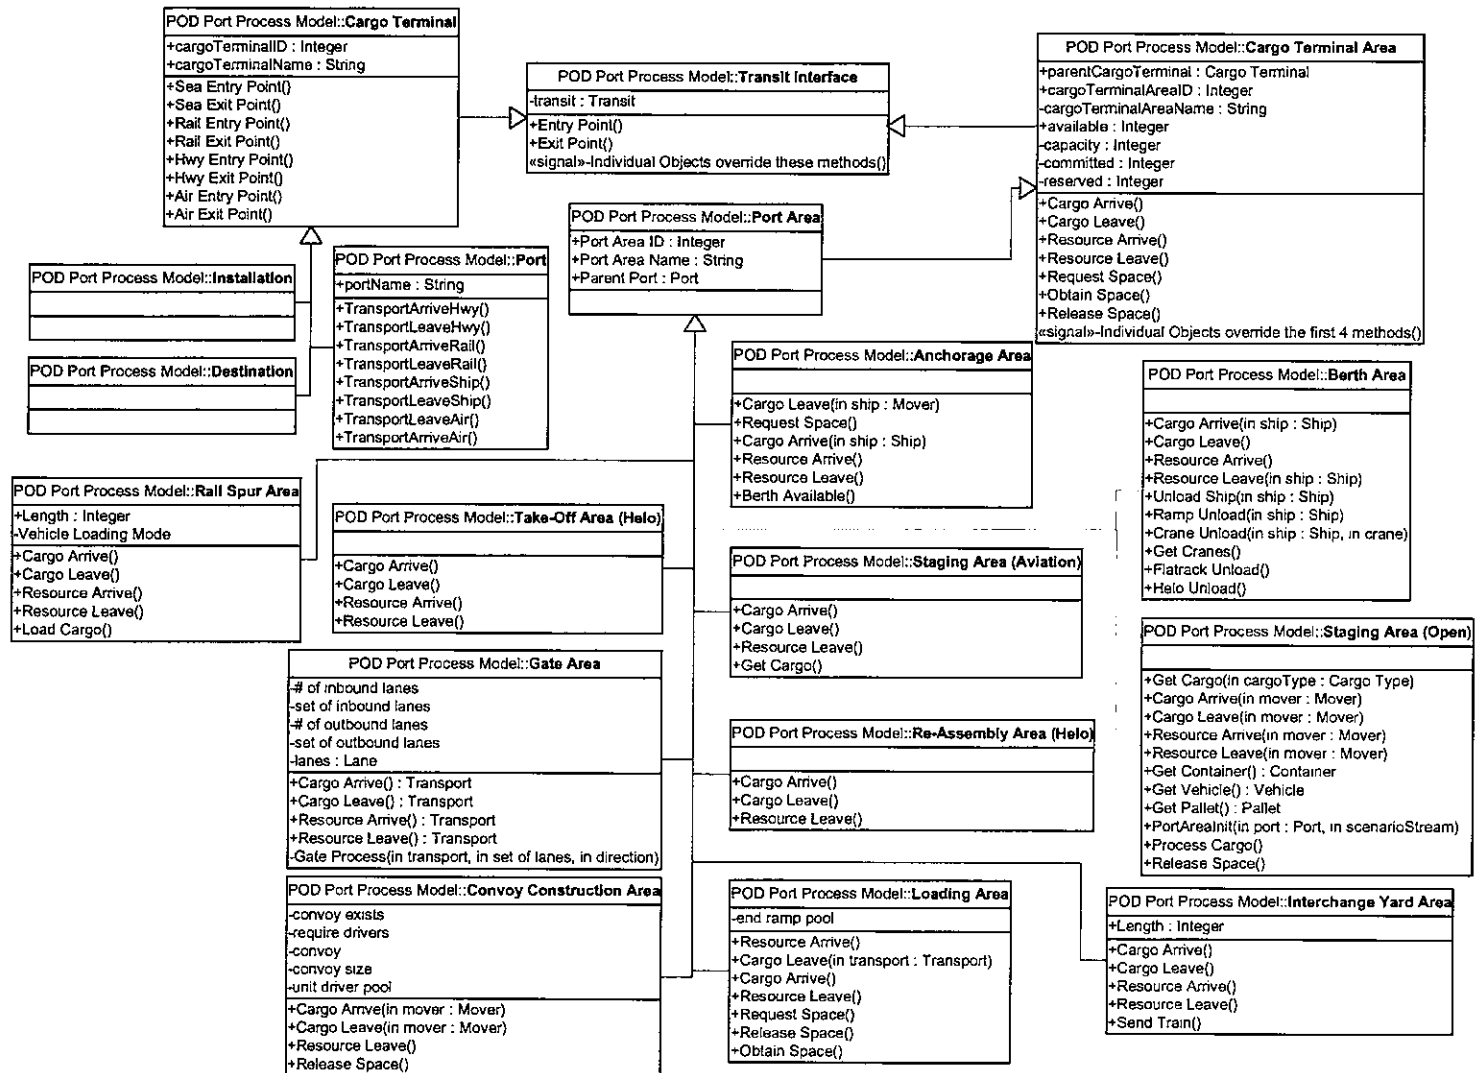 POD Port Process Model::Cargo Terminal
+cargoTerminalID : Integer
+cargoTerminalName : String
+Sea Entry Point()
+Sea Exit Point()
+Rail Entry Point()
+Rail Exit Point()
+Hwy Entry Point()
+Hwy Exit Point()
+Air Entry Point()
+Air Exit Point()
POD Port Process Model::Transit Interface
-transit : Transit
+Entry Point()
+Exit Point()
«signal»-Individual Objects override these methods()
POD Port Process Model::Cargo Terminal Area
+parentCargoTerminal : Cargo Terminal
+cargoTerminalAreaID : Integer
-cargoTerminalAreaName : String
+available : Integer
-capacity : Integer
-committed : Integer
-reserved : Integer
+Cargo Arrive()
+Cargo Leave()
+Resource Arrive()
+Resource Leave()
+Request Space()
+Obtain Space()
+Release Space()
«signal»-Individual Objects override the first 4 methods()
POD Port Process Model::Port Area
+Port Area ID : Integer
+Port Area Name : String
+Parent Port : Port
POD Port Process Model::Installation
POD Port Process Model::Destination
POD Port Process Model::Port
+portName : String
+TransportArriveHwy()
+TransportLeaveHwy()
+TransportArriveRail()
+TransportLeaveRail()
+TransportArriveShip()
+TransportLeaveShip()
+TransportLeaveAir()
+TransportArriveAir()
POD Port Process Model::Anchorage Area
+Cargo Leave(in ship : Mover)
+Request Space()
+Cargo Arrive(in ship : Ship)
+Resource Arrive()
+Resource Leave()
+Berth Available()
POD Port Process Model::Berth Area
+Cargo Arrive(in ship : Ship)
+Cargo Leave()
+Resource Arrive()
+Resource Leave(in ship : Ship)
+Unload Ship(in ship : Ship)
+Ramp Unload(in ship : Ship)
+Crane Unload(in ship : Ship, in crane)
+Get Cranes()
+Flatrack Unload()
+Helo Unload()
POD Port Process Model::Rail Spur Area
+Length : Integer
-Vehicle Loading Mode
+Cargo Arrive()
+Cargo Leave()
+Resource Arrive()
+Resource Leave()
+Load Cargo()
POD Port Process Model::Take-Off Area (Helo)
+Cargo Arrive()
+Cargo Leave()
+Resource Arrive()
+Resource Leave()
POD Port Process Model::Staging Area (Aviation)
+Cargo Arrive()
+Cargo Leave()
+Resource Leave()
+Get Cargo()
POD Port Process Model::Staging Area (Open)
+Get Cargo(in cargoType : Cargo Type)
+Cargo Arrive(in mover : Mover)
+Cargo Leave(in mover : Mover)
+Resource Arrive(in mover : Mover)
+Resource Leave(in mover : Mover)
+Get Container() : Container
+Get Vehicle() : Vehicle
+Get Pallet() : Pallet
+PortAreaInit(in port : Port, in scenarioStream)
+Process Cargo()
+Release Space()
POD Port Process Model::Gate Area
-# of inbound lanes
-set of inbound lanes
-# of outbound lanes
-set of outbound lanes
-lanes : Lane
+Cargo Arrive() : Transport
+Cargo Leave() : Transport
+Resource Arrive() : Transport
+Resource Leave() : Transport
-Gate Process(in transport, in set of lanes, in direction)
POD Port Process Model::Re-Assembly Area (Helo)
+Cargo Arrive()
+Cargo Leave()
+Resource Leave()
POD Port Process Model::Convoy Construction Area
-convoy exists
-require drivers
-convoy
-convoy size
-unit driver pool
+Cargo Arrive(in mover : Mover)
+Cargo Leave(in mover : Mover)
+Resource Leave()
+Release Space()
POD Port Process Model::Loading Area
-end ramp pool
+Resource Arrive()
+Cargo Leave(in transport : Transport)
+Cargo Arrive()
+Resource Leave()
+Request Space()
+Release Space()
+Obtain Space()
POD Port Process Model::Interchange Yard Area
+Length : Integer
+Cargo Arrive()
+Cargo Leave()
+Resource Arrive()
+Resource Leave()
+Send Train()